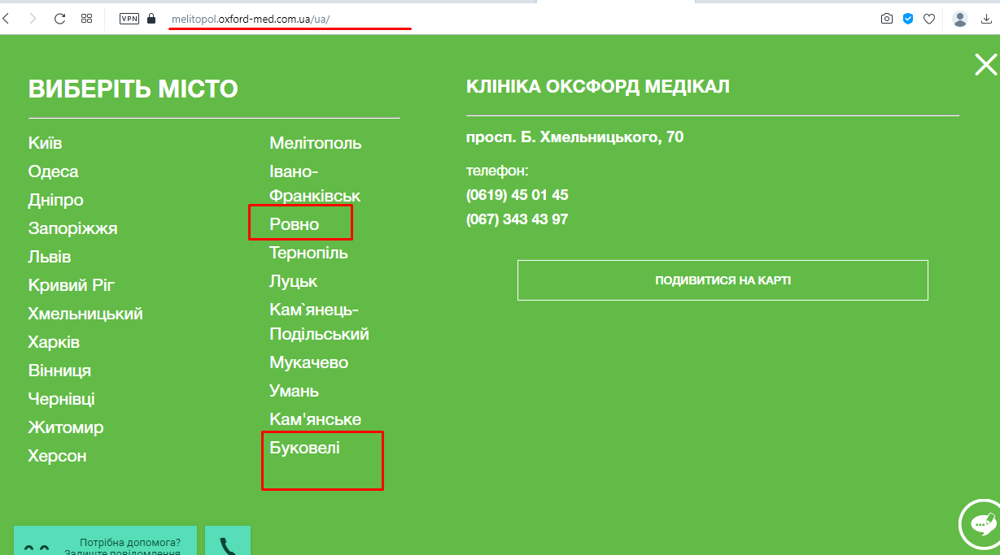 VPN
melitopol.oxford-med.com.ua/ua/
ВИБЕРІТЬ МІСТО
Київ
Одеса
Дніпро
Запоріжжя
Львів
Кривий Ріг
Хмельницький
Харків
Вінниця
Чернівці
Житомир
Херсон
Мелітополь
Івано-
Франківськ
Ровно
Тернопіль
Луцьк
Кам`янець-
Подільський
Мукачево
Умань
Кам'янське
Буковелі
КЛІНІКА ОКСФОРД МЕДІКАЛ
просп. Б. Хмельницького, 70
телефон:
(0619) 45 01 45
(067) 343 43 97
ПОДИВИТИСЯ НА КАРТІ
Потрібна допомога?
Залиште повідомлення